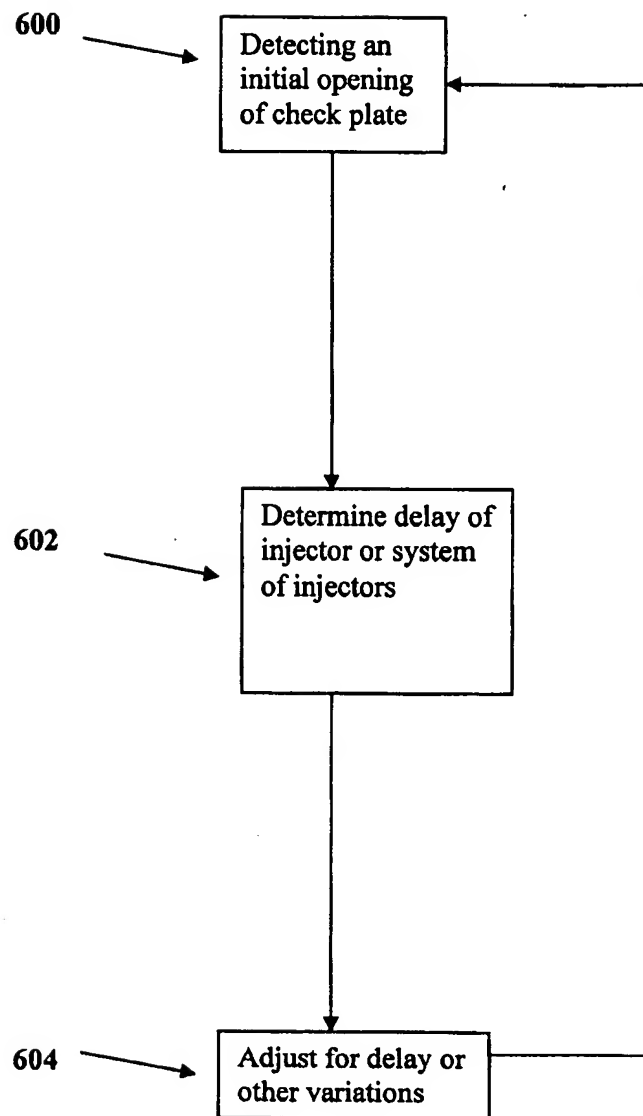 600
Detecting an
initial opening
of check plate
602
Determine delay of
injector or system
of injectors
604
Adjust for delay or
other variations